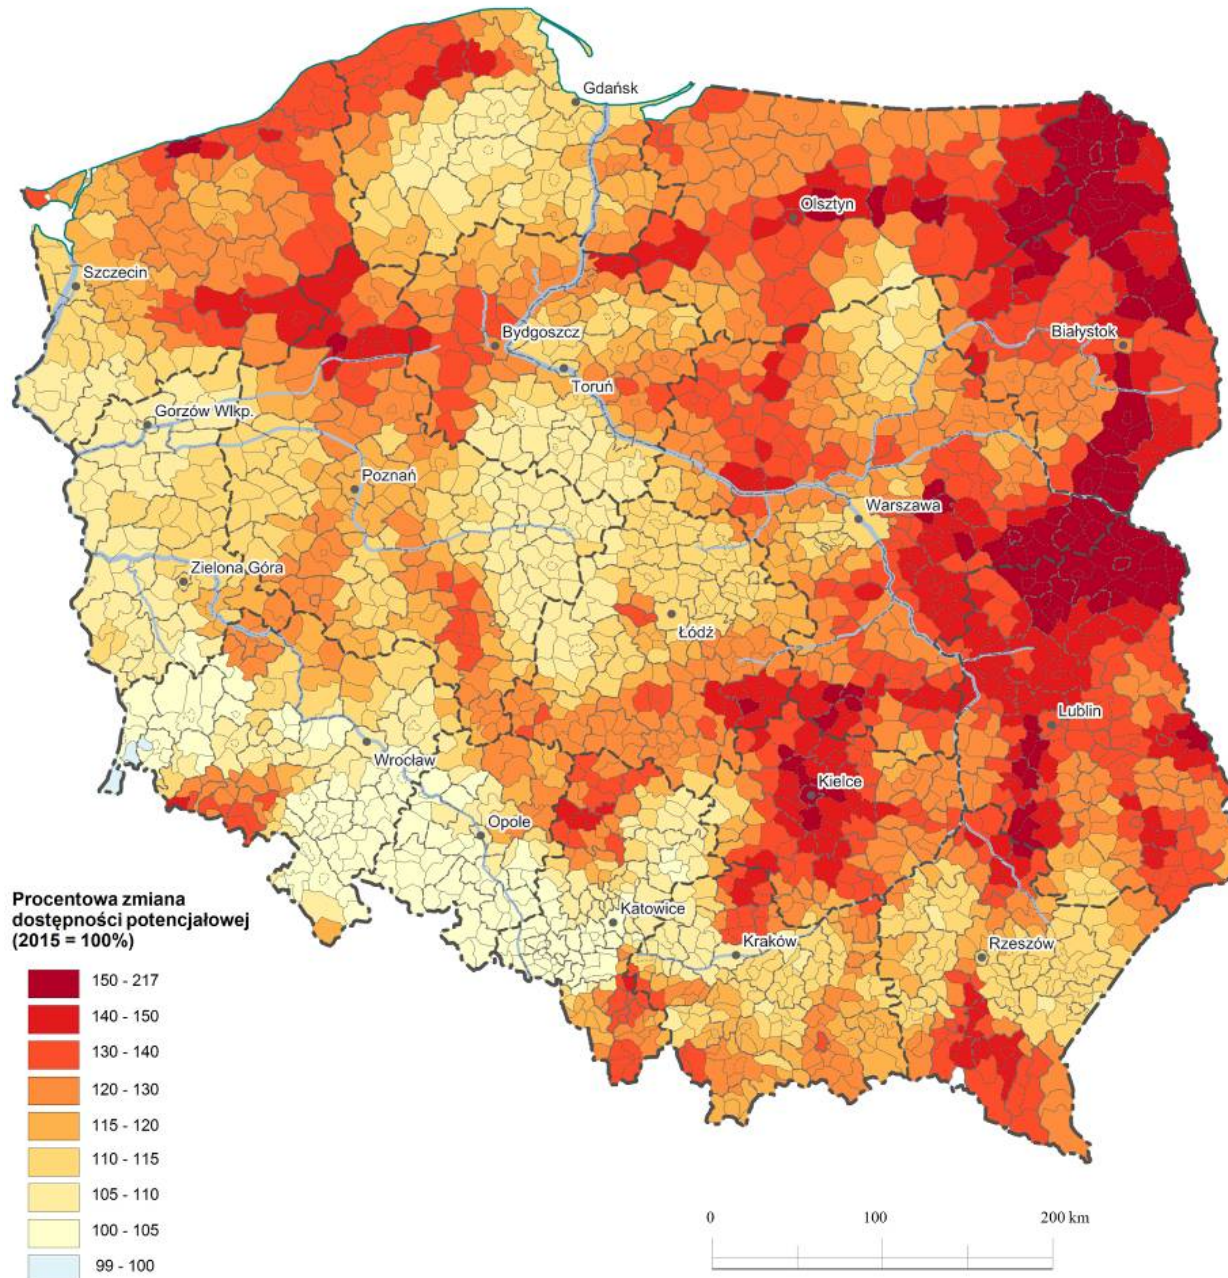 Gdańsk
Olsztyn
Szczecin
Bydgoszcz
Białystok
Toruń
Gorzów Wlkp.
Poznań
Warszawa
Zielona Góra
Łódź
Lublin
Wrocław
Kielce
Opole
Procentowa zmiana
dostępności potencjałowej
(2015 = 100%)
Katowice
Kraków
Rzeszów
150 - 217
140 - 150
130 - 140
120 - 130
115 - 120
110 - 115
105 - 110
100 - 105
99 - 100
0 100 200 km